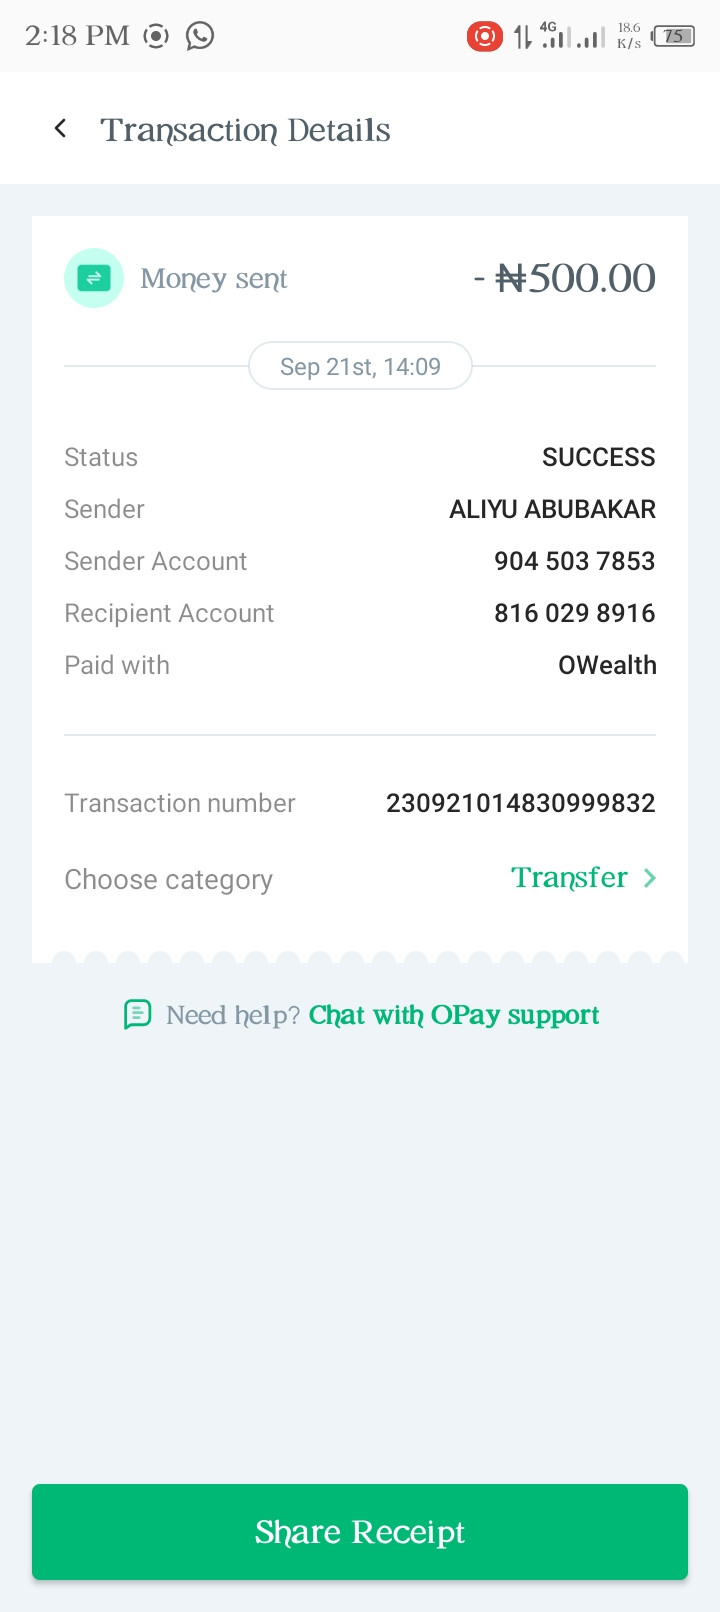 2:18 PM 4G 18.6 K/s 75
Transaction Details
Money sent - ₦500.00
Sep 21st, 14:09
Status SUCCESS
Sender ALIYU ABUBAKAR
Sender Account 904 503 7853
Recipient Account 816 029 8916
Paid with OWealth
Transaction number 230921014830999832
Choose category Transfer
Need help? Chat with OPay support
Share Receipt